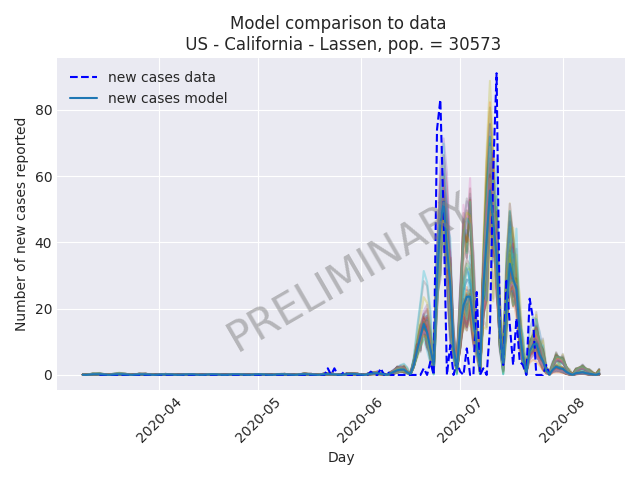 Model comparison to data
US - California - Lassen, pop. = 30573
new cases data
new cases model
Number of new cases reported
80
60
40
20
0
PRELIMINARY
2020-04
2020-05
2020-06
2020-07
2020-08
Day